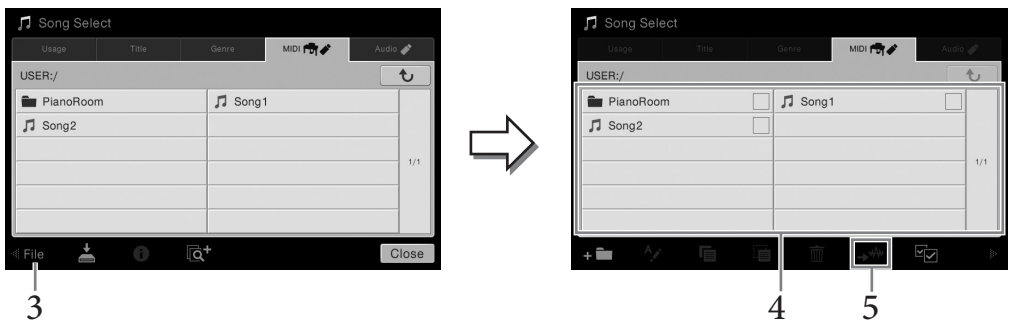 Song Select
Usage Title Genre MIDI Audio
USER:/
PianoRoom Song1
Song2
1/1
File Close
3
Song Select
Usage Title Genre MIDI Audio
USER:/
PianoRoom Song1
Song2
1/1
4 5